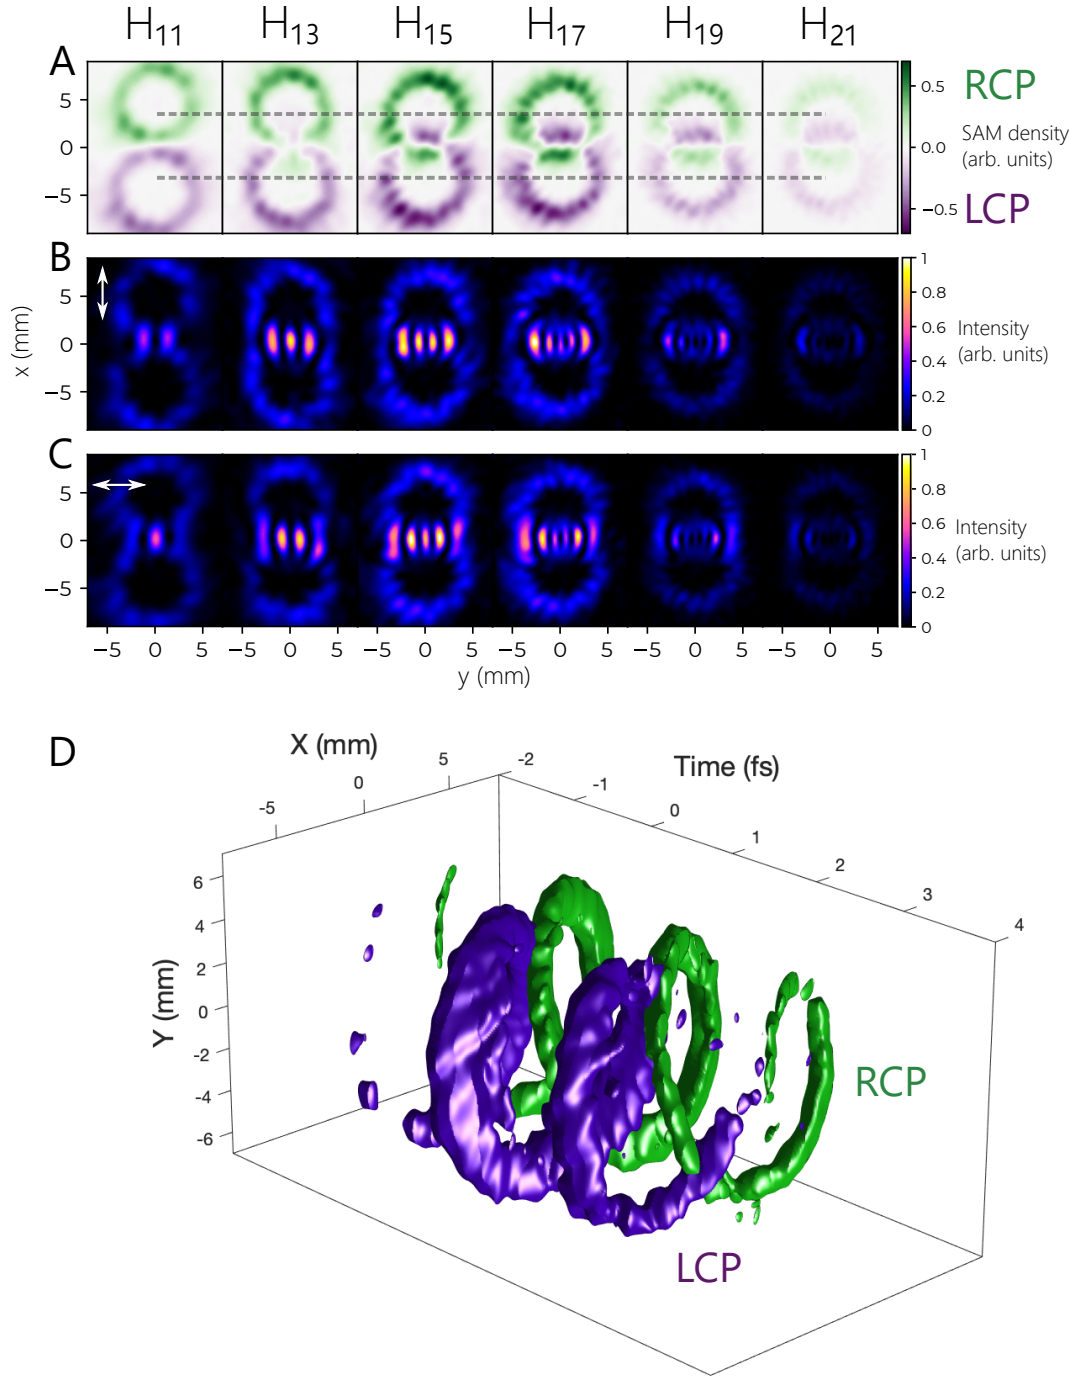 H11 H13 H15 H17 H19 H21
A
5
0
−5
0.5
0.0
−0.5
RCP
SAM density
(arb. units)
LCP
B
5
0
−5
1
0.8
0.6
0.4
0.2
0
Intensity
(arb. units)
x (mm)
C
5
0
−5
1
0.8
0.6
0.4
0.2
0
Intensity
(arb. units)
−5 0 5 −5 0 5 −5 0 5 −5 0 5 −5 0 5 −5 0 5
y (mm)
D
X (mm)
-5 0 5
Time (fs)
-2 -1 0 1 2 3 4
Y (mm)
6
4
2
0
-2
-4
-6
RCP
LCP